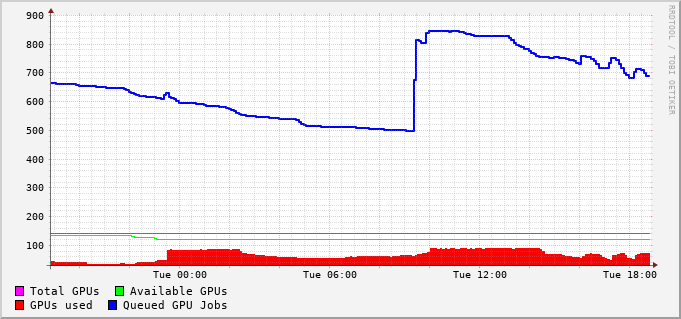 900
800
700
600
500
400
300
200
100
Tue 00:00 Tue 06:00 Tue 12:00 Tue 18:00
Total GPUs Available GPUs
GPUs used Queued GPU Jobs
RRDTOOL / TOBI OETIKER